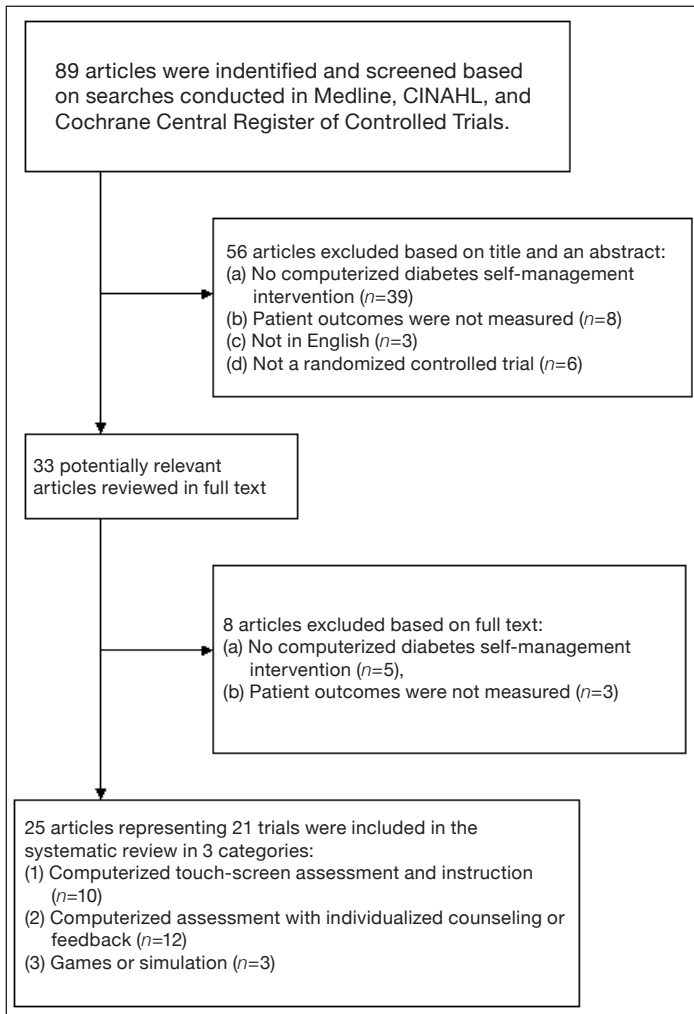 89 articles were indentified and screened based
on searches conducted in Medline, CINAHL, and
Cochrane Central Register of Controlled Trials.
56 articles excluded based on title and an abstract:
(a) No computerized diabetes self-management
intervention (n=39)
(b) Patient outcomes were not measured (n=8)
(c) Not in English (n=3)
(d) Not a randomized controlled trial (n=6)
33 potentially relevant
articles reviewed in full text
8 articles excluded based on full text:
(a) No computerized diabetes self-management
intervention (n=5),
(b) Patient outcomes were not measured (n=3)
25 articles representing 21 trials were included in the
systematic review in 3 categories:
(1) Computerized touch-screen assessment and instruction
(n=10)
(2) Computerized assessment with individualized counseling or
feedback (n=12)
(3) Games or simulation (n=3)